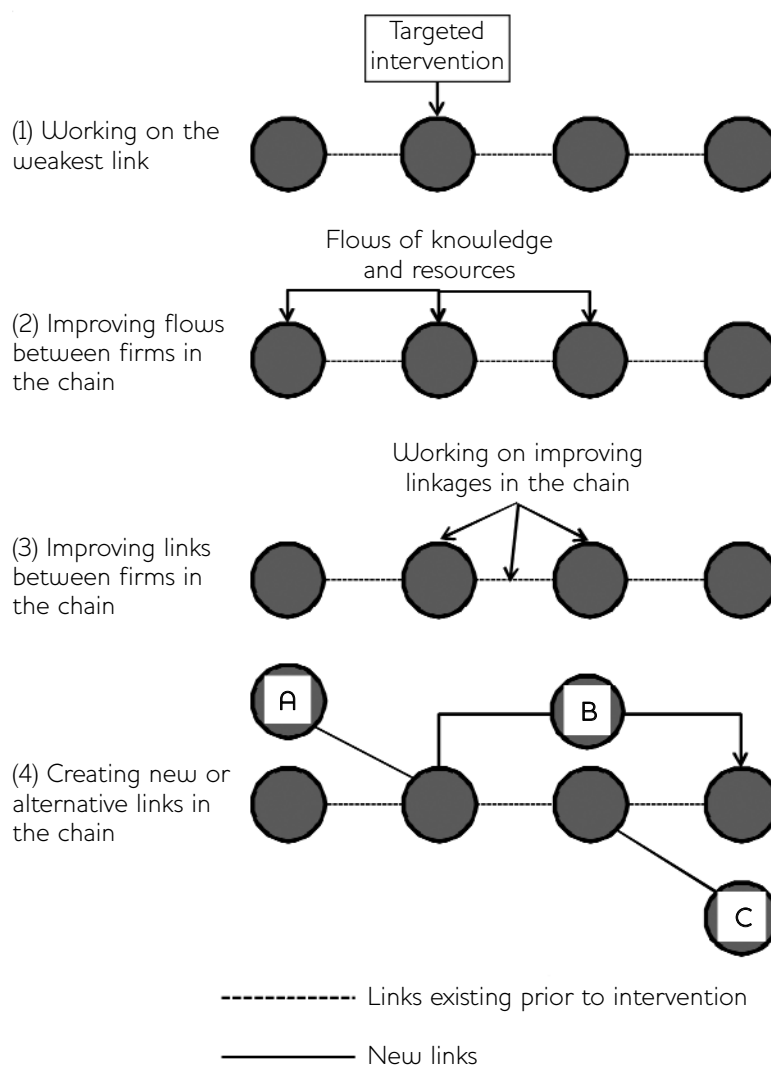 Targeted
intervention
(1) Working on the
weakest link
Flows of knowledge
and resources
(2) Improving flows
between firms in
the chain
Working on improving
linkages in the chain
(3) Improving links
between firms in
the chain
A
B
(4) Creating new or
alternative links in
the chain
C
Links existing prior to intervention
New links